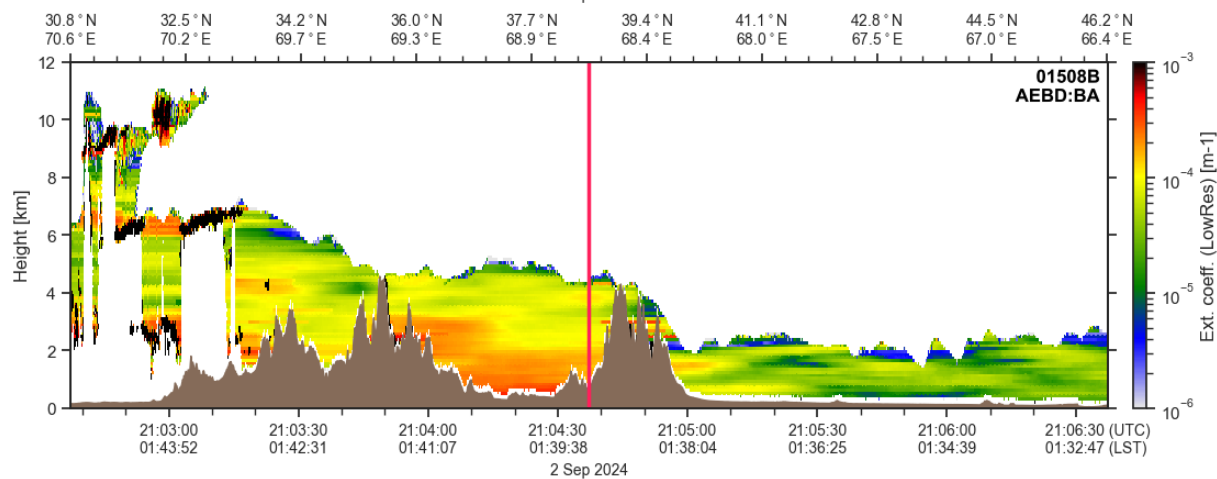 30.8° N 32.5° N 34.2° N 36.0° N 37.7° N 39.4° N 41.1° N 42.8° N 44.5° N 46.2° N
70.6° E 70.2° E 69.7° E 69.3° E 68.9° E 68.4° E 68.0° E 67.5° E 67.0° E 66.4° E
12
10
8
6
4
2
0
Height [km]
01508B
AEBD:BA
10⁻³
10⁻⁴
10⁻⁵
10⁻⁶
Ext. coeff. (LowRes) [m-1]
21:03:00 21:03:30 21:04:00 21:04:30 21:05:00 21:05:30 21:06:00 21:06:30 (UTC)
01:43:52 01:42:31 01:41:07 01:39:38 01:38:04 01:36:25 01:34:39 01:32:47 (LST)
2 Sep 2024